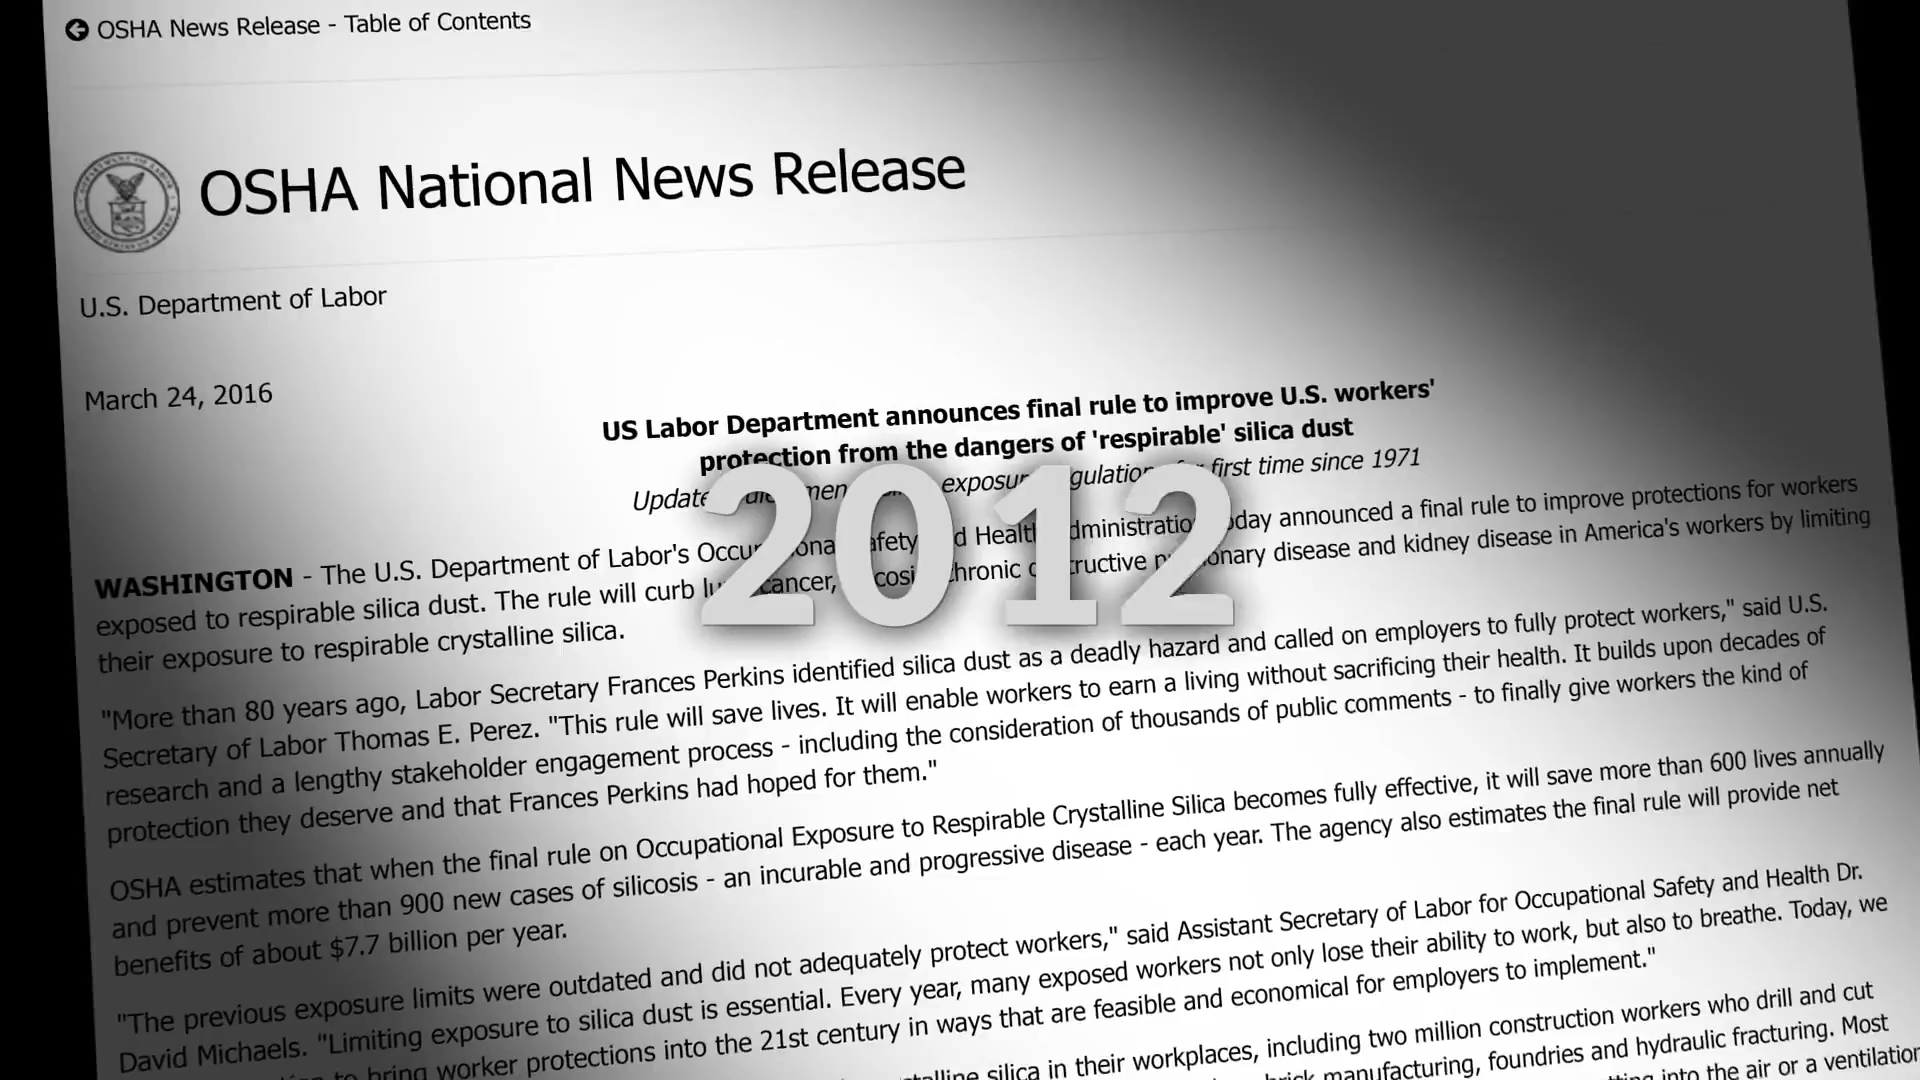 OSHA News Release - Table of Contents
OSHA National News Release
U.S. Department of Labor
March 24, 2016
US Labor Department announces final rule to improve U.S. workers'
protection from the dangers of 'respirable' silica dust
first time since 1971
2012
WASHINGTON - The U.S. Department of Labor's today announced a final rule to improve protections for workers
exposed to respirable silica dust. The rule will curb cancer, disease and kidney disease in America's workers by limiting
their exposure to respirable crystalline silica.
"More than 80 years ago, Labor Secretary Frances Perkins identified silica dust as a deadly hazard and called on employers to fully protect workers," said U.S.
Secretary of Labor Thomas E. Perez. "This rule will save lives. It will enable workers to earn a living without sacrificing their health. It builds upon decades of
research and a lengthy stakeholder engagement process - including the consideration of thousands of public comments - to finally give workers the kind of
protection they deserve and that Frances Perkins had hoped for them."
OSHA estimates that when the final rule on Occupational Exposure to Respirable Crystalline Silica becomes fully effective, it will save more than 600 lives annually
and prevent more than 900 new cases of silicosis - an incurable and progressive disease - each year. The agency also estimates the final rule will provide net
benefits of about $7.7 billion per year.
"The previous exposure limits were outdated and did not adequately protect workers," said Assistant Secretary of Labor for Occupational Safety and Health Dr.
David Michaels. "Limiting exposure to silica dust is essential. Every year, many exposed workers not only lose their ability to work, but also to breathe. Today, we
to bring worker protections into the 21st century in ways that are feasible and economical for employers to implement."
silica in their workplaces, including two million construction workers who drill and cut
manufacturing, foundries and hydraulic fracturing. Most
into the air or a ventilation